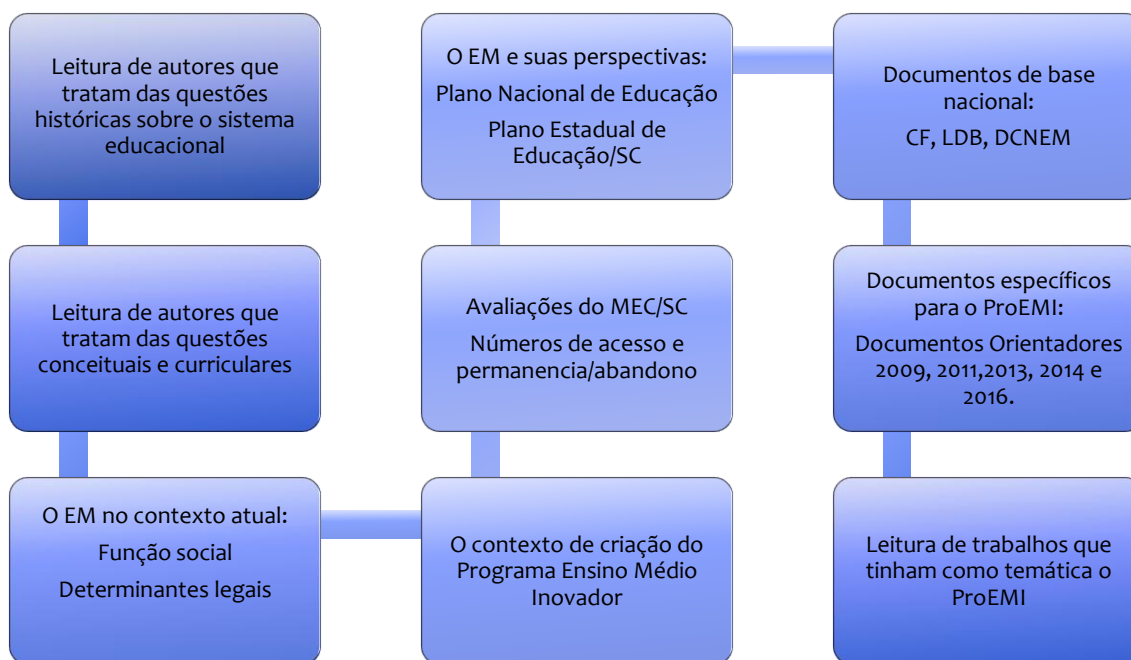 Leitura de autores que
tratam das questões
históricas sobre o sistema
educacional
Leitura de autores que
tratam das questões
conceituais e curriculares
O EM no contexto atual:
Função social
Determinantes legais
O contexto de criação do
Programa Ensino Médio
Inovador
Avaliações do MEC/SC
Números de acesso e
permanencia/abandono
O EM e suas perspectivas:
Plano Nacional de Educação
Plano Estadual de
Educação/SC
Documentos de base
nacional:
CF, LDB, DCNEM
Documentos específicos
para o ProEMI:
Documentos Orientadores
2009, 2011,2013, 2014 e
2016.
Leitura de trabalhos que
tinham como temática o
ProEMI